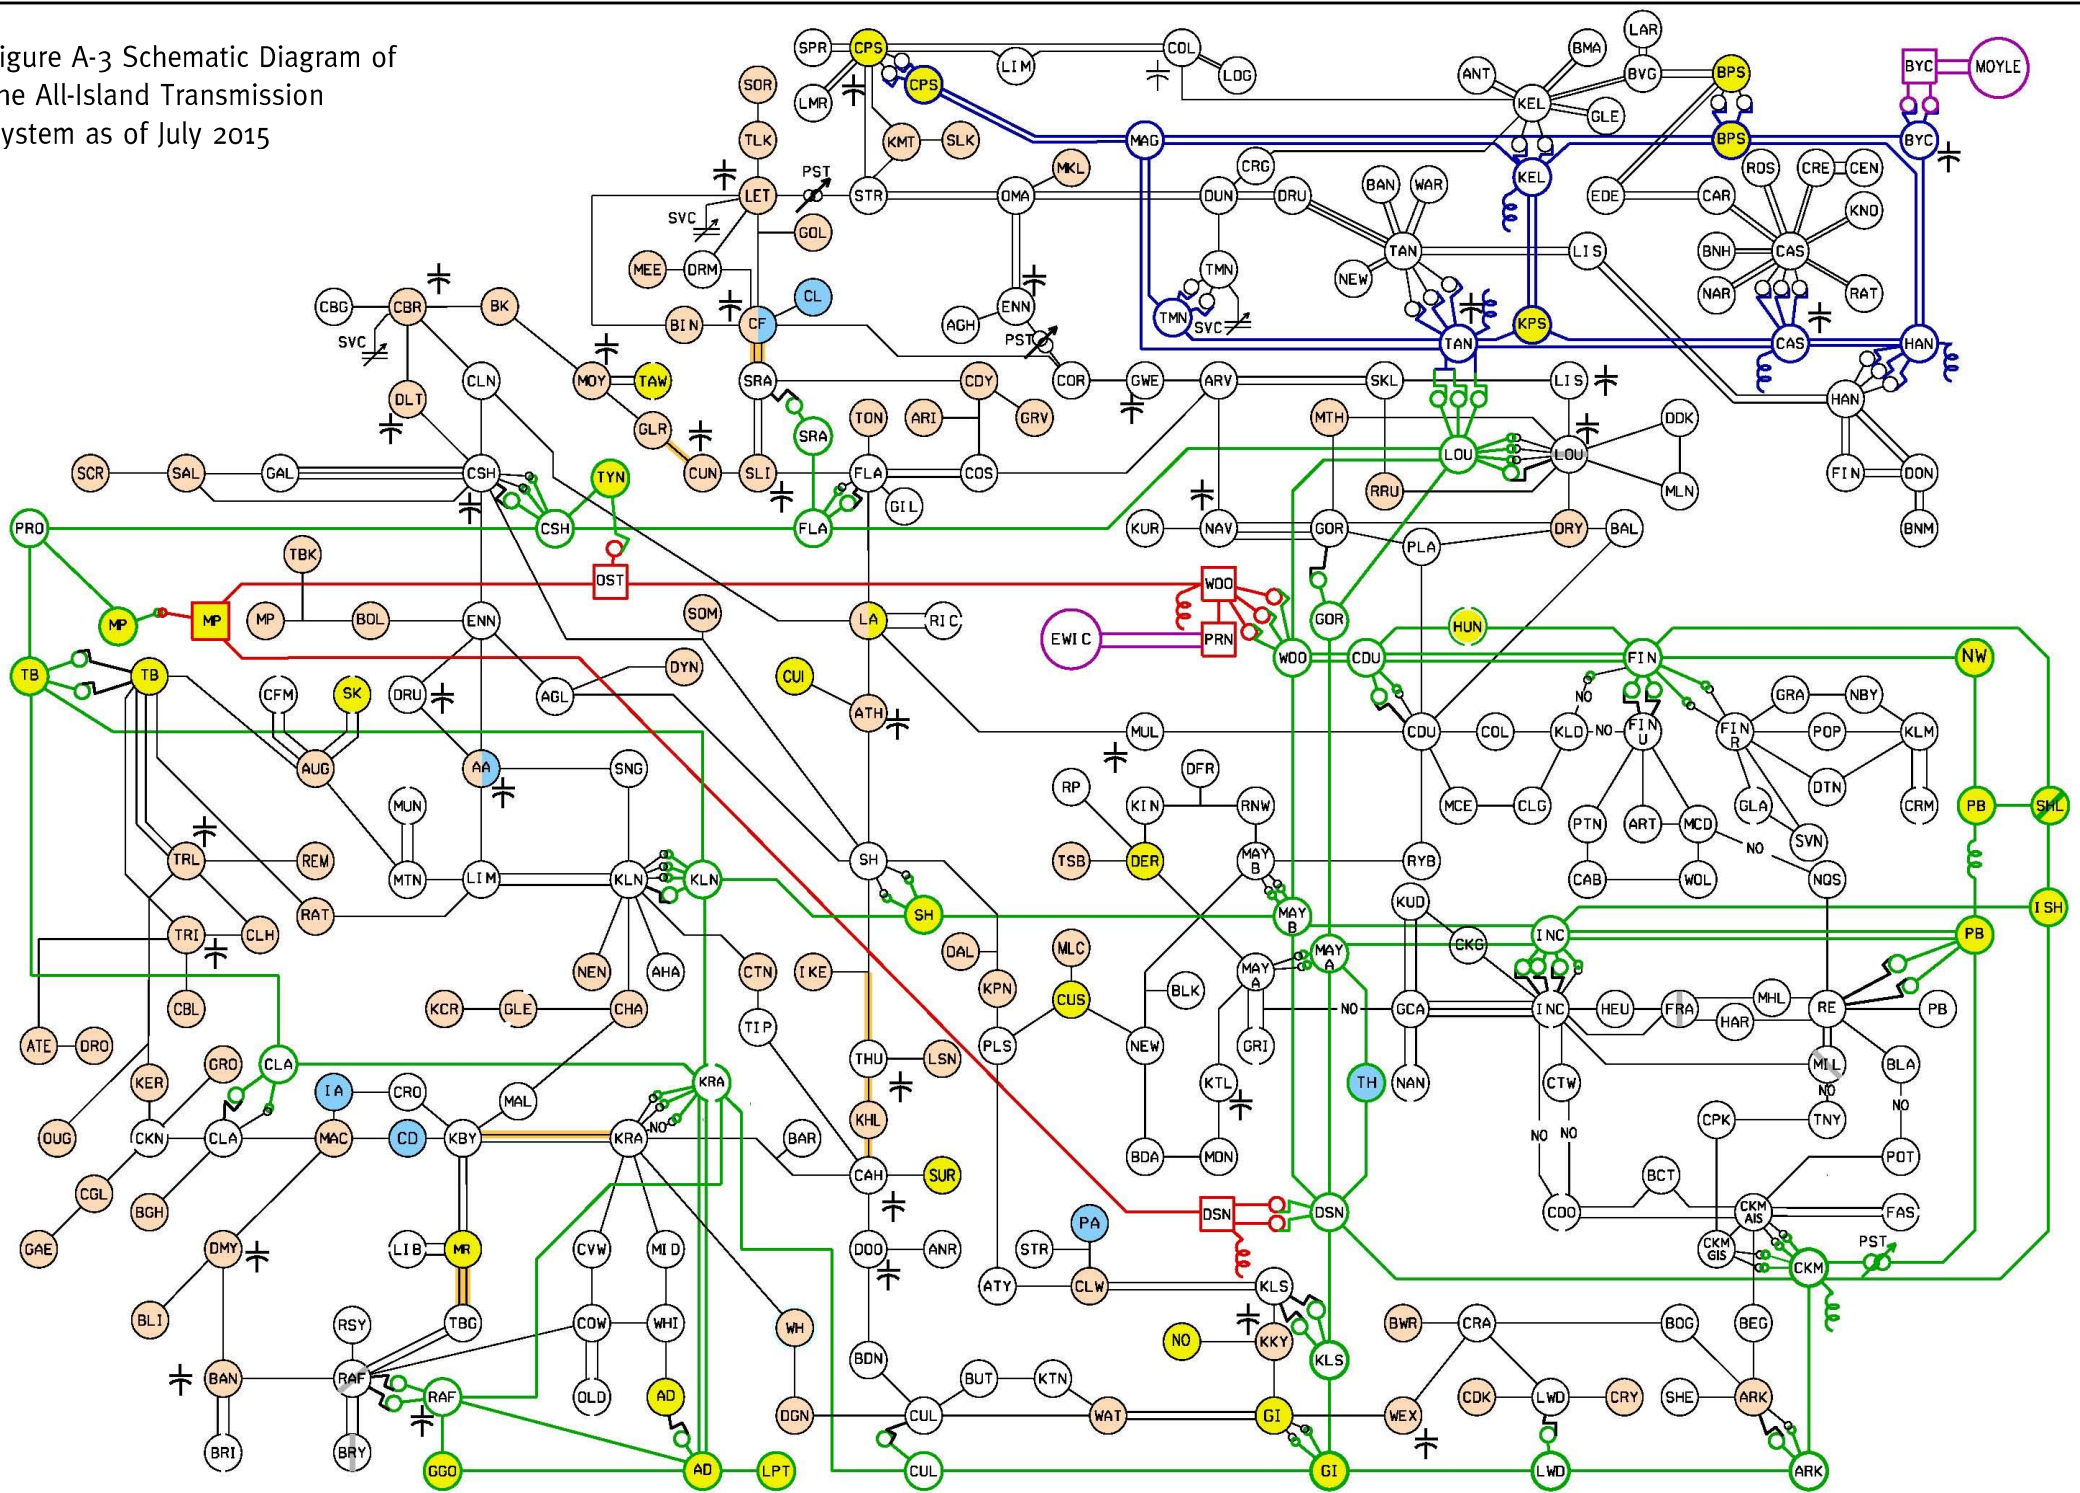 igure A-3 Schematic Diagram of
he All-Island Transmission
ystem as of July 2015
LAR
SPR CPS COL BMA
LIM LOG ANT BVG BPS BYC MOYLE
SOR CPS
LMR KEL GLE
TLK KMT SLK MAG BPS BYC
PST MKL CRG KEL ROS CRE CEN
LET STR OMA DUN DRU BAN WAR EDE CAR
SVC KNO
GOL
TAN LIS BNH CAS
MEE DRM TMN NEW
CL NAR RAT
CBG CBR BK ENN
BIN CF AGH TMN SVC KPS
SVC PST TAN CAS HAN
CLN MOY TAW SRA CDY COR GWE ARV SKL LIS
DLT HAN
TON ARI GRV MTH DDK
GLR SRA
LOU LOU
SCR SAL GAL CSH TYN CUN SLI FLA COS FIN DON
RRU MLN
GIL
PRO CSH FLA KUR NAV GOR DRY BAL BNM
PLA
TBK
OST WOO
MP MP MP BOL ENN SOM LA RIC GOR HUN
EWIC PRN
WOO CDU FIN NW
TB TB CUI
DYN
CFM SK DRU AGL GRA NBY
ATH NO
MUL CDU COL KLD NO FIN U FIN R POP KLM
AUG AA SNG DFR
RP DTN
MUN KIN RNW MCE CLG GLA CRM PB SHL
PTN ART MCD
SVN
NO
TRL REM SH TSB DER MAY B RYB
MTN LIM KLN KLN CAB WOL NQS
KUD
RAT SH MAY B ISH
TRI CLH INC PB
DAL MLC MAY A CKG
NEN AHA CTN IKE MAY A
KPN BLK
CUS
CBL KCR GLE CHA NO GCA INC HEU FRA MHL RE PB
HAR
TIP
ATE DRO PLS NEW GRI
CLA GRO THU LSN MIL BLA
KER KRA KTL TH NAN CTW
IA CRO NO
MAL NO
KHL CPK TNY
NO
OUG CKN CLA MAC CD KBY KRA BAR NO NO
BDA MON POT
CAH SUR BCT
CGL
BGH DSN DSN CDO CKM AIS FAS
PA
GAE DMY LIB MR CVW MID DOO ANR STR CKM GIS PST
CKM
ATY CLW KLS
BLI RSY TBG COW WHI WH BWR CRA BOG BEG
NO KKY
KLS
BDN
BAN RAF BUT KTN
RAF OLD AD CDK LWD CRY SHE ARK
DGN CUL WAT GI WEX
BRI BRY
GGO AD LPT CUL GI LWD ARK